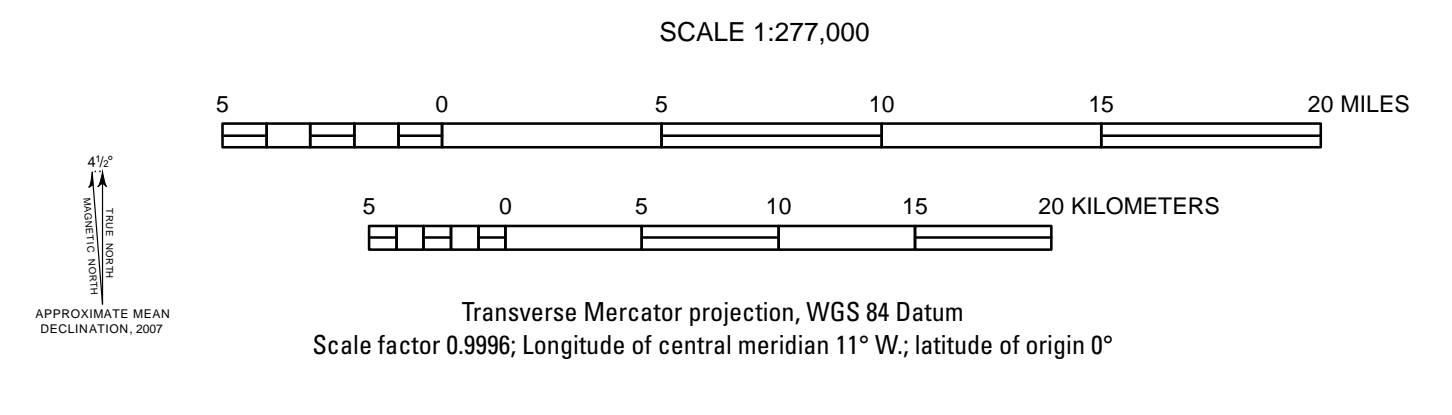 SCALE 1:277,000
5 0 5 10 15 20 MILES
5 0 5 10 15 20 KILOMETERS
4 1/2°
TRUE NORTH
MAGNETIC NORTH
APPROXIMATE MEAN
DECLINATION, 2007
Transverse Mercator projection, WGS 84 Datum
Scale factor 0.9996; Longitude of central meridian 11° W.; latitude of origin 0°